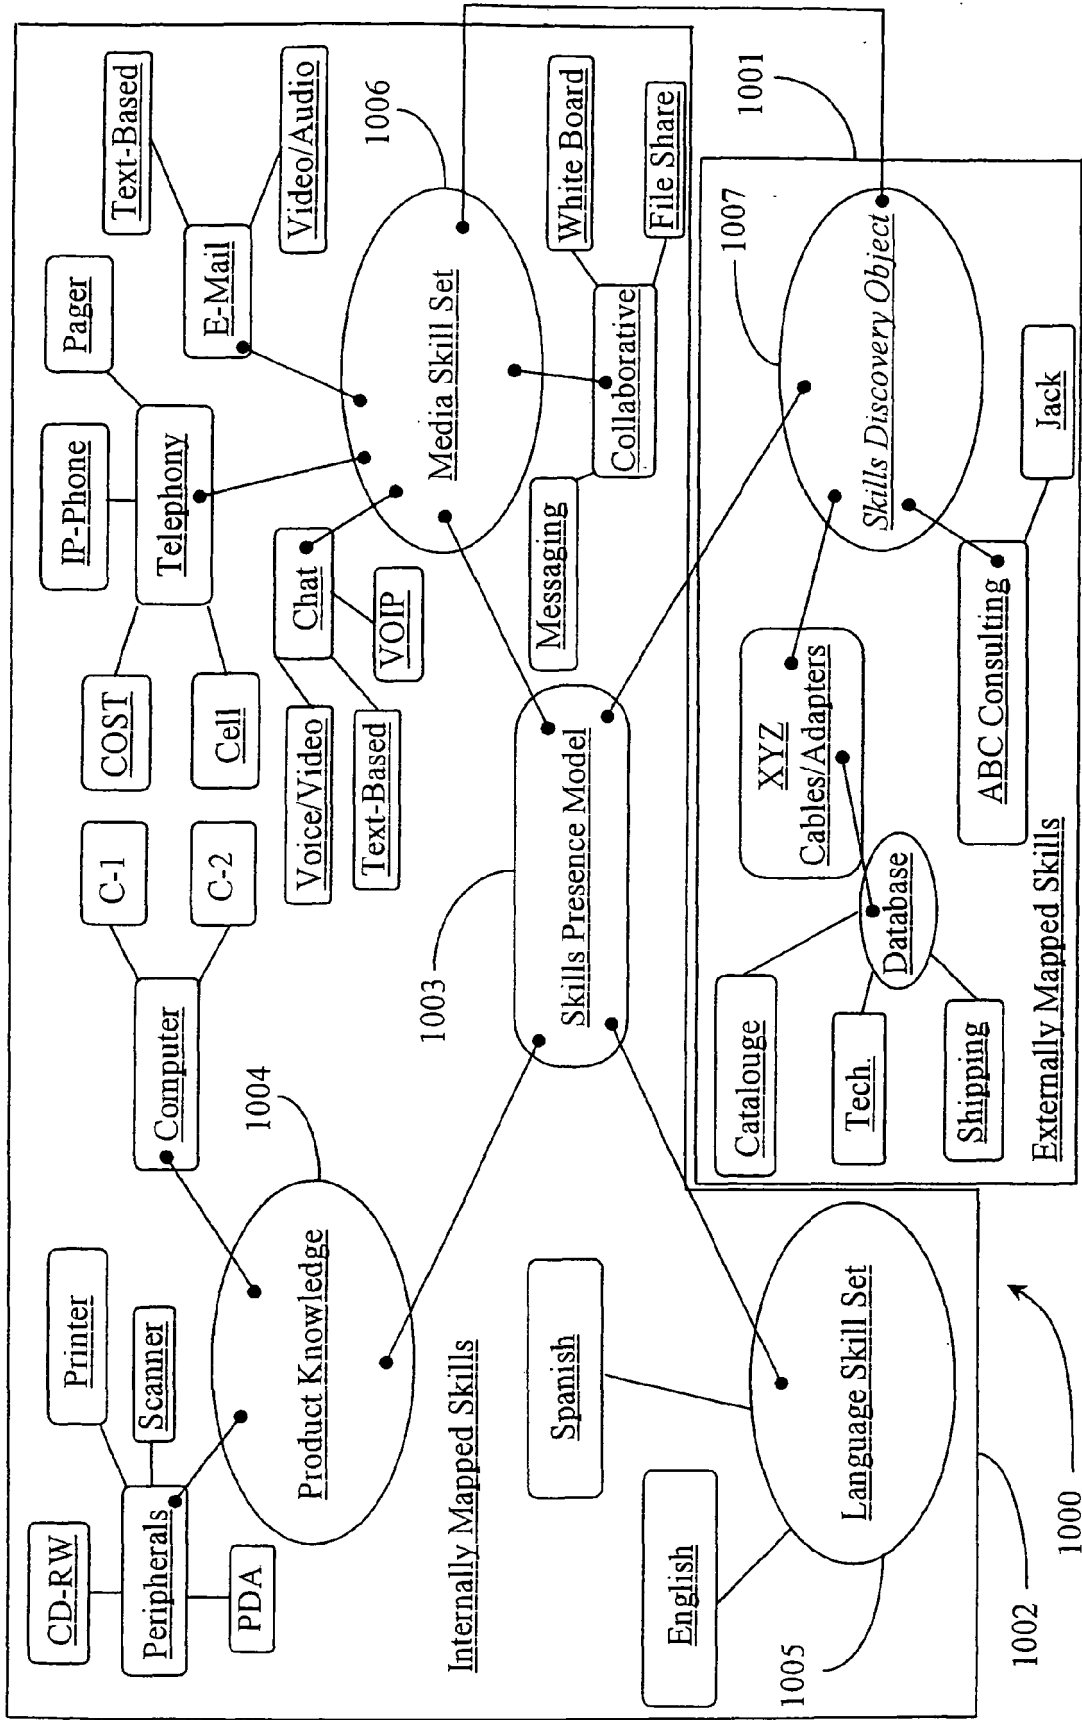 CD-RW
Printer
Peripherals
Scanner
PDA
Computer
C-1
C-2
COST
IP-Phone
Pager
Telephony
Cell
Text-Based
E-Mail
Video/Audio
Product Knowledge
1004
Voice/Video
Chat
Text-Based
VOIP
Media Skill Set
1006
Internally Mapped Skills
1003
Skills Presence Model
Messaging
Collaborative
White Board
File Share
English
Spanish
Language Skill Set
1005
1002
1000
Catalouge
Tech.
Shipping
Database
XYZ
Cables/Adapters
ABC Consulting
Jack
Skills Discovery Object
1007
1001
Externally Mapped Skills